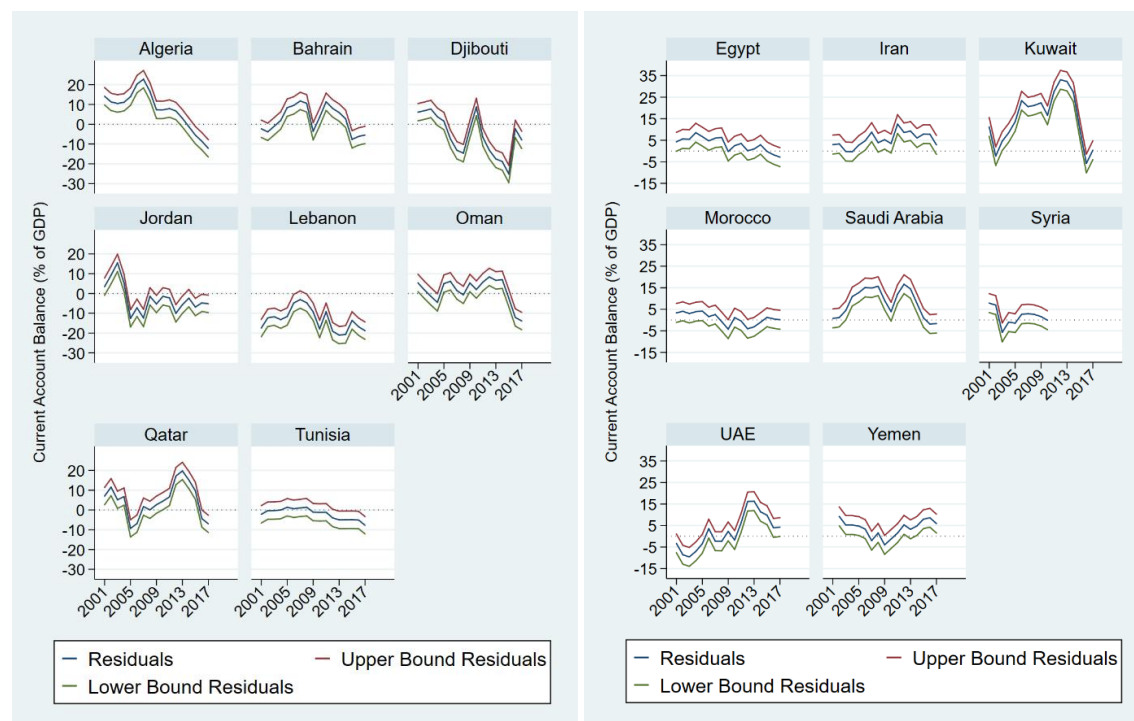 Algeria Bahrain Djibouti
20
10
0
-10
-20
-30
Jordan Lebanon Oman
20
10
0
-10
-20
-30
2001 2005 2009 2013 2017
Qatar Tunisia
20
10
0
-10
-20
-30
2001 2005 2009 2013 2017 2001 2005 2009 2013 2017
Current Account Balance (% of GDP)
Residuals Upper Bound Residuals
Lower Bound Residuals
Egypt Iran Kuwait
35
25
15
5
-5
-15
Morocco Saudi Arabia Syria
35
25
15
5
-5
-15
2001 2005 2009 2013 2017
UAE Yemen
35
25
15
5
-5
-15
2001 2005 2009 2013 2017 2001 2005 2009 2013 2017
Current Account Balance (% of GDP)
Residuals Upper Bound Residuals
Lower Bound Residuals